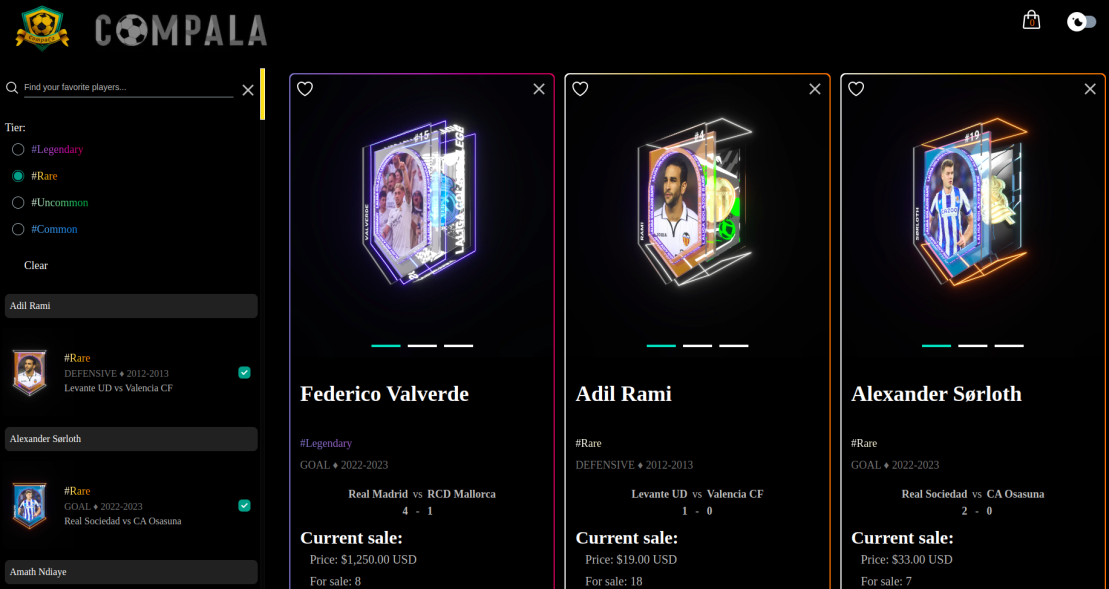 COMPALA
0
Find your favorite players...
Tier:
#Legendary
#Rare
#Uncommon
#Common
Clear
Adil Rami
#Rare
DEFENSIVE ♦ 2012-2013
Levante UD vs Valencia CF
Alexander Sørloth
#Rare
GOAL ♦ 2022-2023
Real Sociedad vs CA Osasuna
Amath Ndiaye
#15
VALVERDE
Federico Valverde
#Legendary
GOAL ♦ 2022-2023
Real Madrid vs RCD Mallorca
4 - 1
Current sale:
Price: $1,250.00 USD
For sale: 8
#4
RAMI
Adil Rami
#Rare
DEFENSIVE ♦ 2012-2013
Levante UD vs Valencia CF
1 - 0
Current sale:
Price: $19.00 USD
For sale: 18
#19
SØRLOTH
Alexander Sørloth
#Rare
GOAL ♦ 2022-2023
Real Sociedad vs CA Osasuna
2 - 0
Current sale:
Price: $33.00 USD
For sale: 7